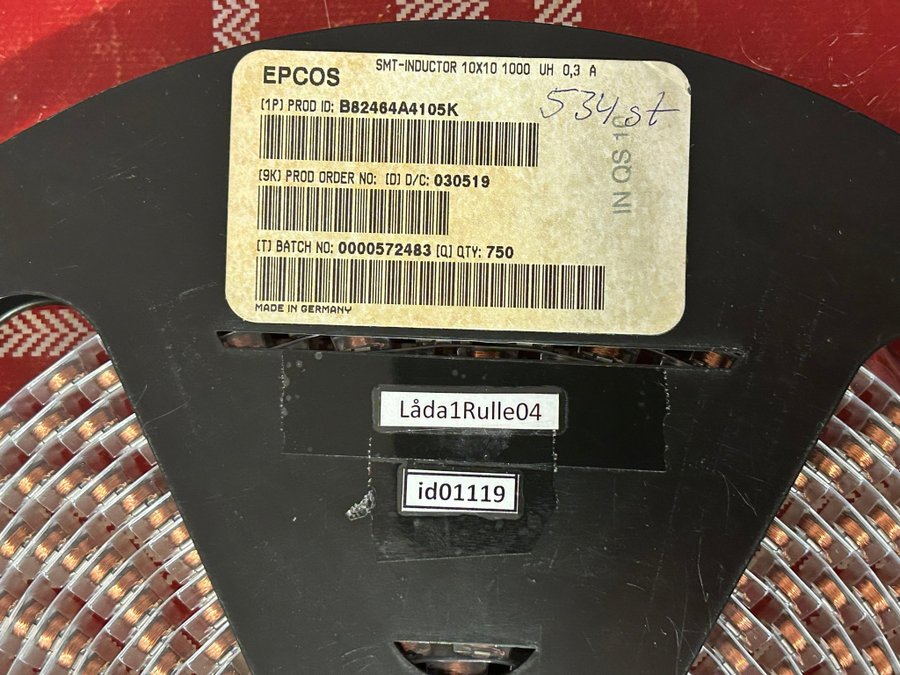 EPCOS
SMT-INDUCTOR 10X10 1000 UH 0,3 A
534 st
[1P] PROD ID: B82464A4105K
IN QS 10
[9K] PROD ORDER NO: [D] D/C: 030519
[T] BATCH NO: 0000572483 [Q] QTY: 750
MADE IN GERMANY
Låda1Rulle04
id01119